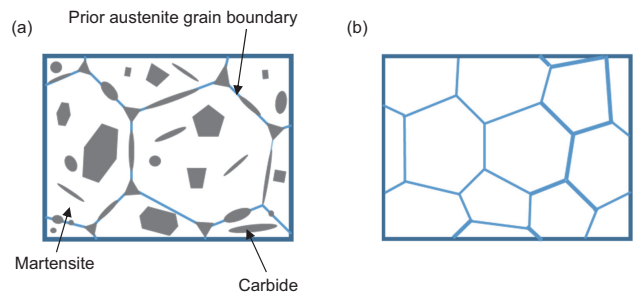 Prior austenite grain boundary
(a)
(b)
Martensite
Carbide